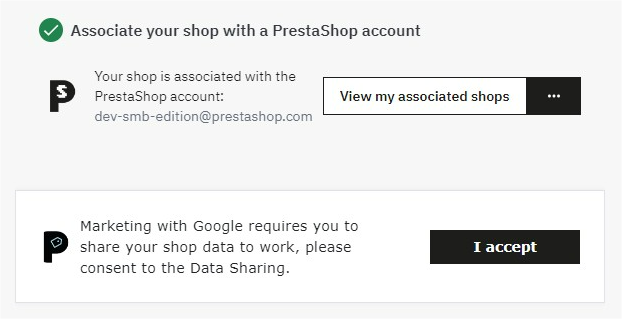 Associate your shop with a PrestaShop account
Your shop is associated with the
PrestaShop account:
dev-smb-edition@prestashop.com
View my associated shops
...
Marketing with Google requires you to
share your shop data to work, please
consent to the Data Sharing.
I accept